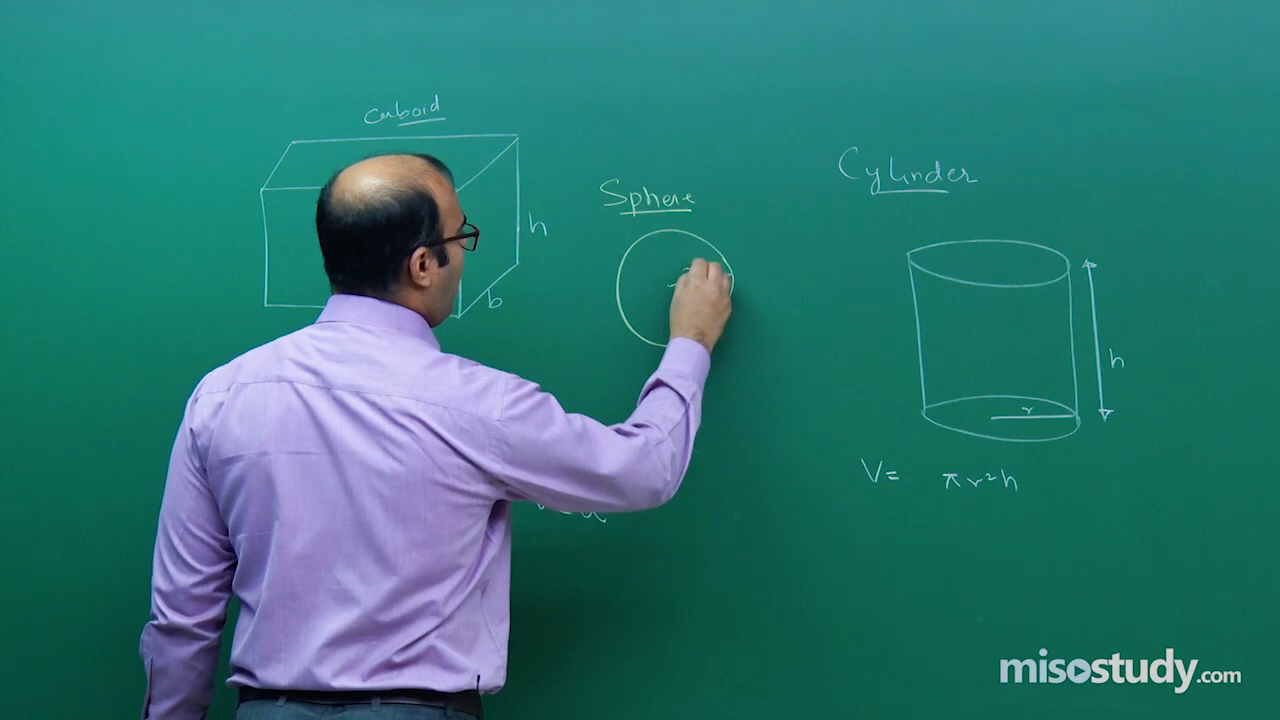 Cuboid
h
b
Sphere
Cylinder
h
r
V= πr²h
misostudy.com